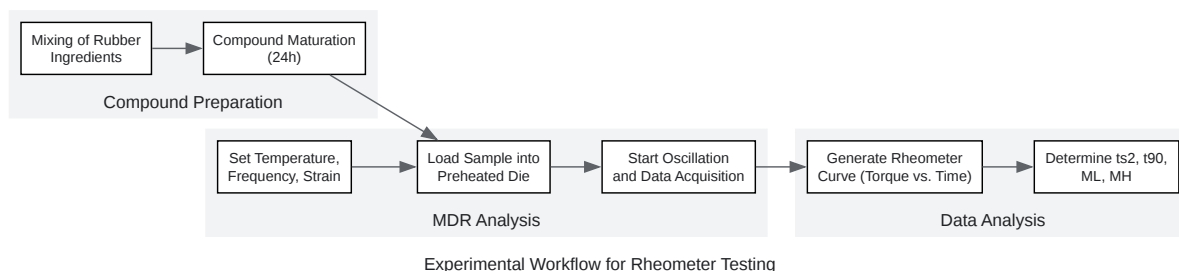 Mixing of Rubber
Ingredients
Compound Maturation
(24h)
Compound Preparation
Set Temperature,
Frequency, Strain
Load Sample into
Preheated Die
Start Oscillation
and Data Acquisition
MDR Analysis
Generate Rheometer
Curve (Torque vs. Time)
Determine ts2, t90,
ML, MH
Data Analysis
Experimental Workflow for Rheometer Testing